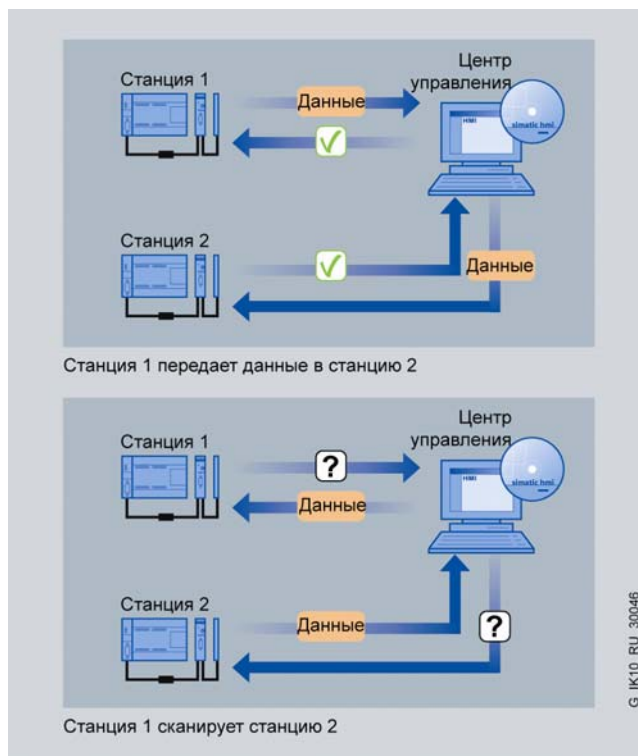 Станция 1
Данные
Центр
управления
HMI
simatic hmi
Станция 2
Данные
Станция 1 передает данные в станцию 2
Станция 1
?
Данные
Центр
управления
HMI
simatic hmi
Станция 2
Данные
?
Станция 1 сканирует станцию 2
G_IK10_RU_30046